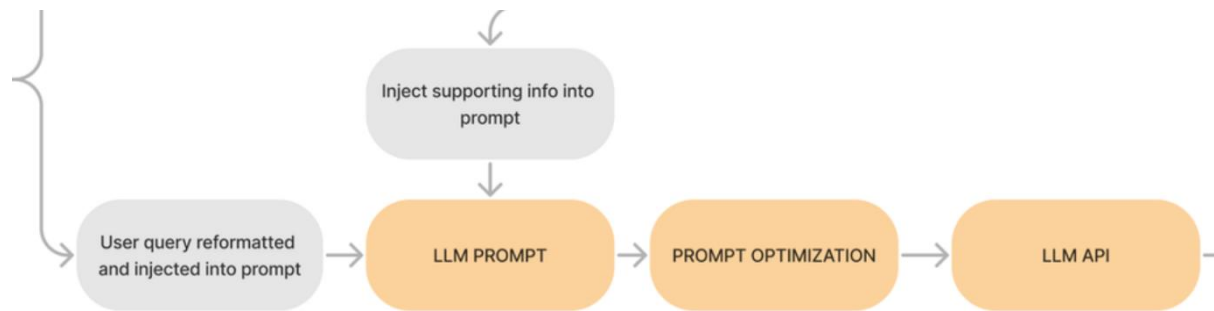 Inject supporting info into
prompt
User query reformatted
and injected into prompt
LLM PROMPT
PROMPT OPTIMIZATION
LLM API